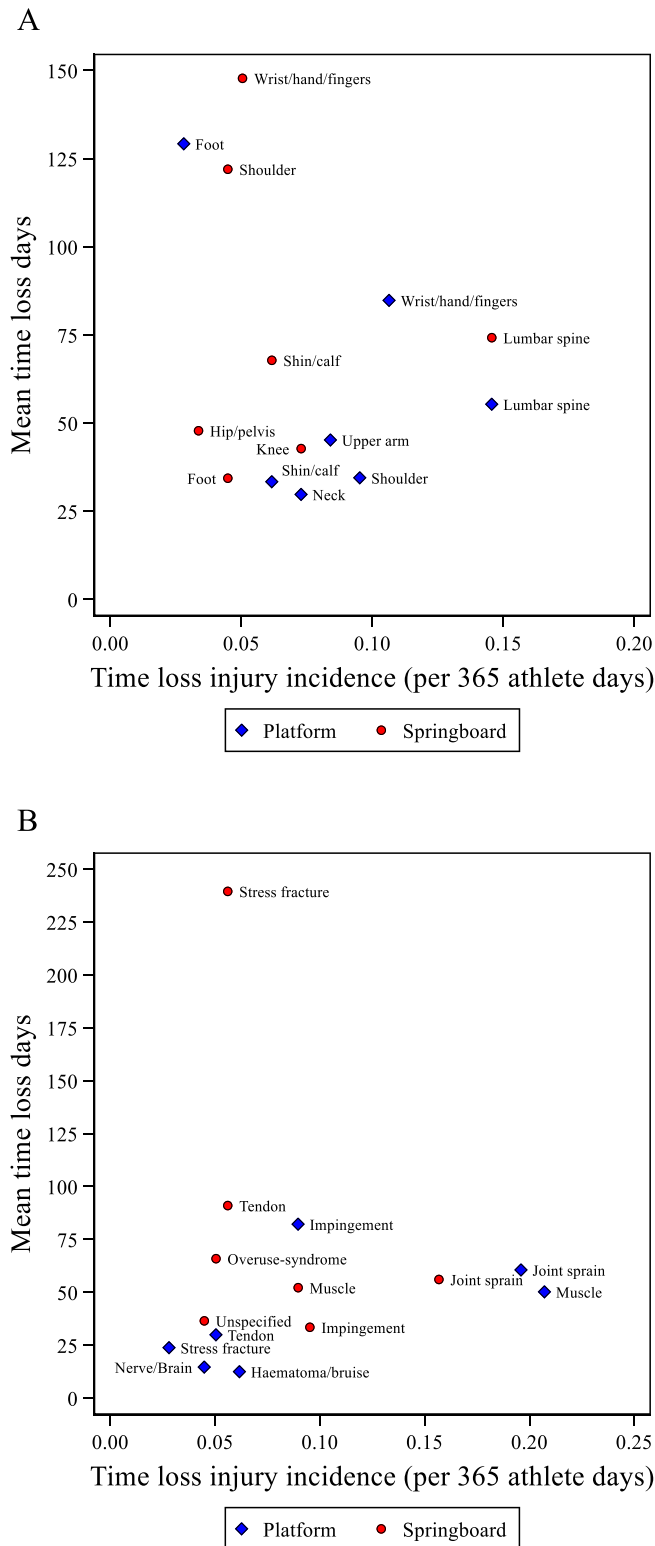 A
150
Wrist/hand/fingers
Foot
Shoulder
125
100
Wrist/hand/fingers
75
Lumbar spine
Shin/calf
Lumbar spine
50
Hip/pelvis
Upper arm
Knee
Shin/calf
Foot
Shoulder
Neck
25
0
Mean time loss days
0.00 0.05 0.10 0.15 0.20
Time loss injury incidence (per 365 athlete days)
Platform Springboard
B
250
Stress fracture
225
200
175
150
125
100
Tendon
Impingement
75
Overuse-syndrome
Joint sprain
Joint sprain
Muscle
Muscle
50
Unspecified
Impingement
Tendon
25
Stress fracture
Nerve/Brain
Haematoma/bruise
0
Mean time loss days
0.00 0.05 0.10 0.15 0.20 0.25
Time loss injury incidence (per 365 athlete days)
Platform Springboard